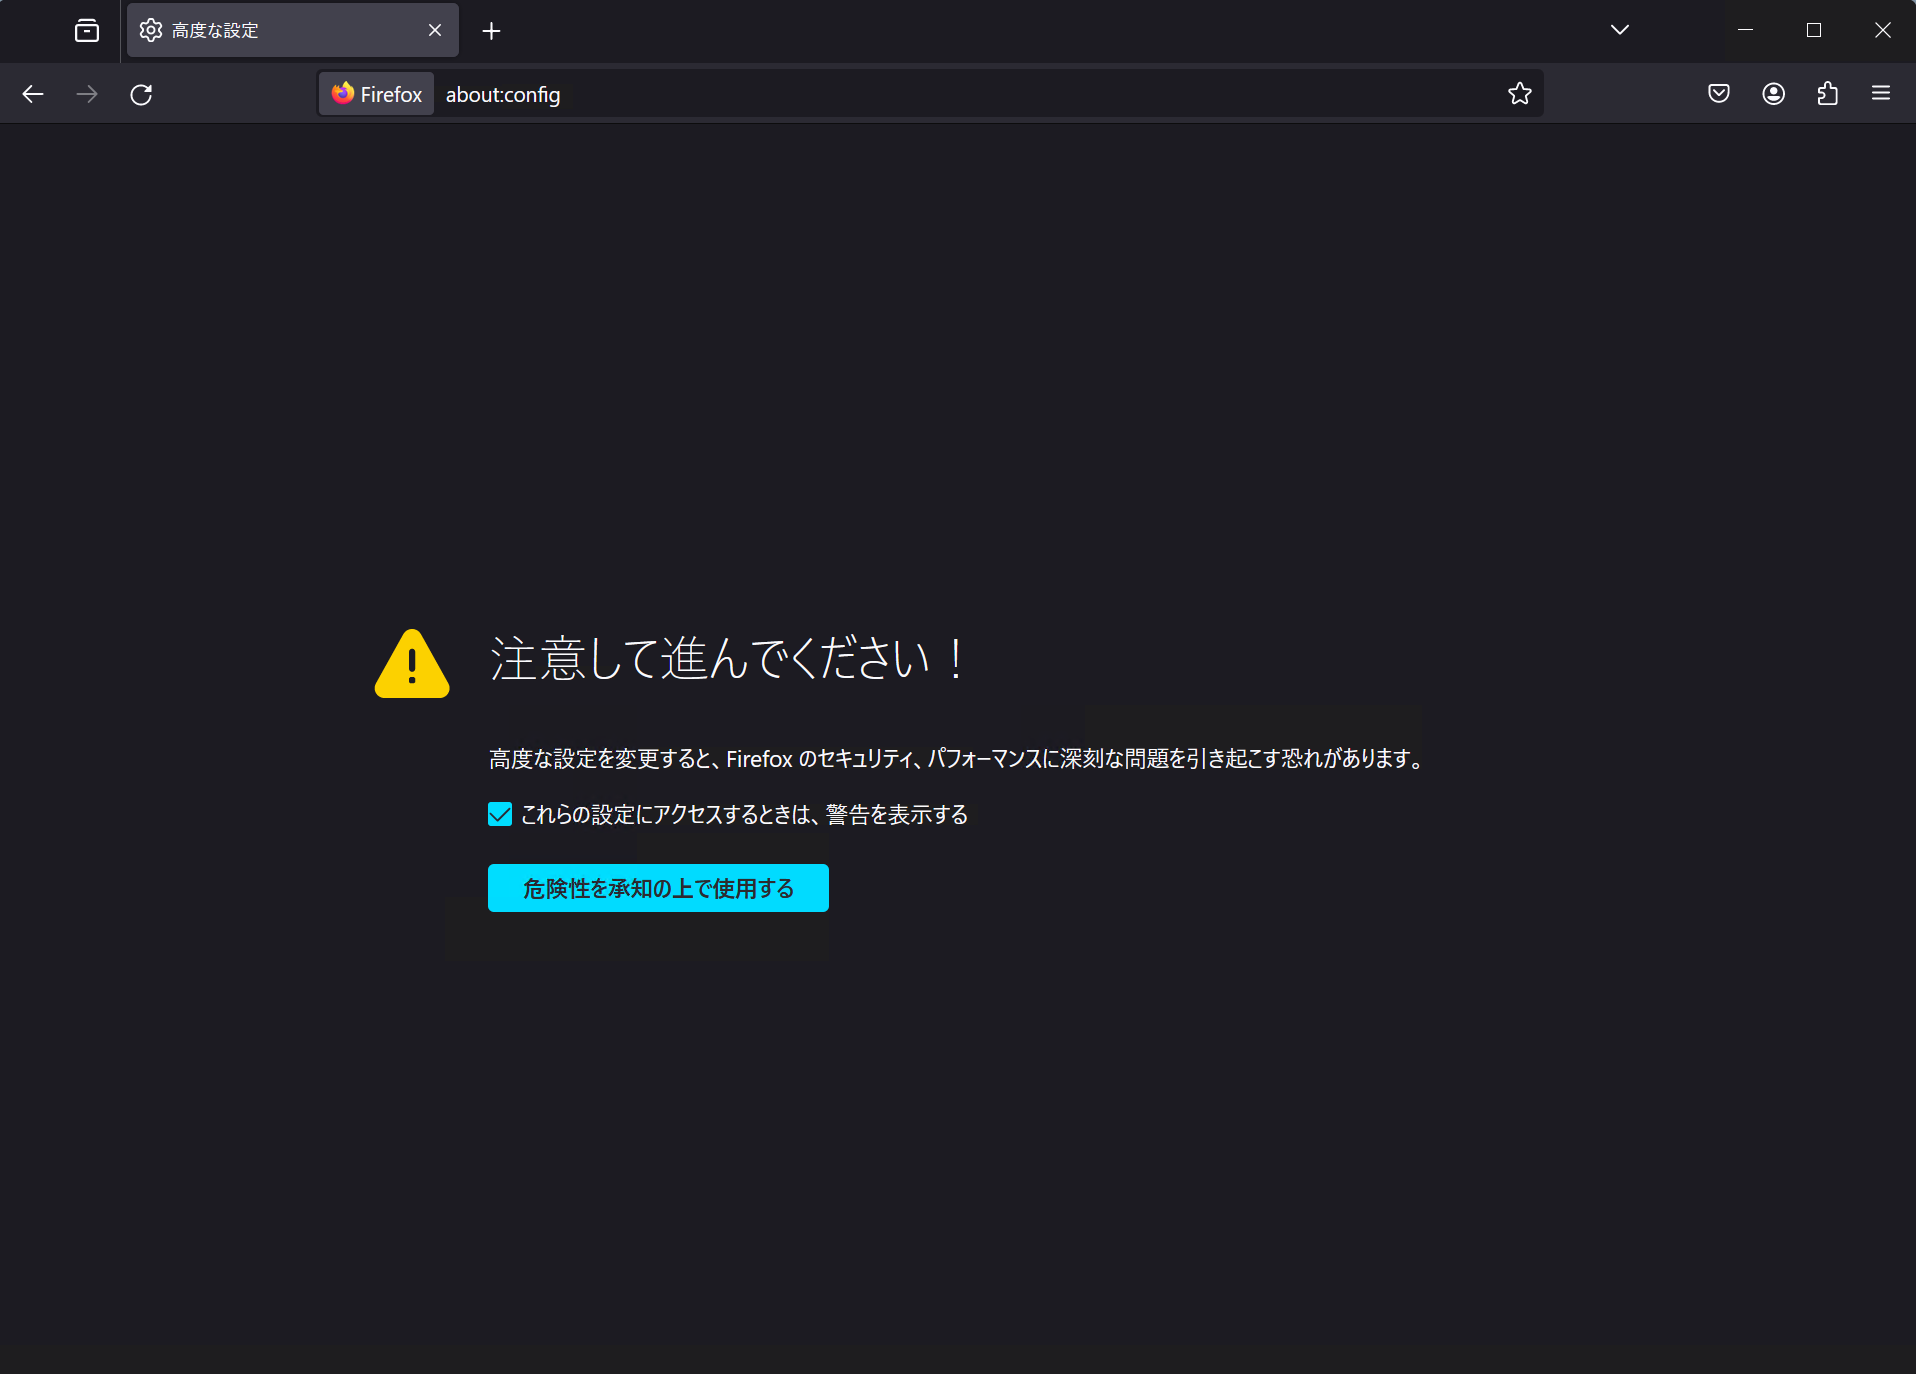 高度な設定
Firefox about:config
注意して進んでください！
高度な設定を変更すると、Firefox のセキュリティ、パフォーマンスに深刻な問題を引き起こす恐れがあります。
これらの設定にアクセスするときは、警告を表示する
危険性を承知の上で使用する